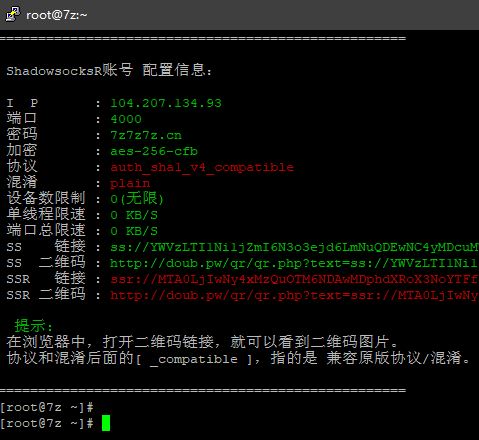 root@7z:~
==================================================
ShadowsocksR账号 配置信息：
I P : 104.207.134.93
端口 : 4000
密码 : 7z7z7z.cn
加密 : aes-256-cfb
协议 : auth_sha1_v4_compatible
混淆 : plain
设备数限制 : 0(无限)
单线程限速 : 0 KB/S
端口总限速 : 0 KB/S
SS 链接 : ss://YWVzLTI1Ni1jZmI6N3o3ejd6LmNuQDEwNC4yMDcuM
SS 二维码 : http://doub.pw/qr/qr.php?text=ss://YWVzLTI1Ni1
SSR 链接 : ssr://MTA0LjIwNy4xMzQuOTM6NDAwMDphdXRoX3NoYTFf
SSR 二维码 : http://doub.pw/qr/qr.php?text=ssr://MTA0LjIwNy
提示：
在浏览器中，打开二维码链接，就可以看到二维码图片。
协议和混淆后面的[ _compatible ]，指的是 兼容原版协议/混淆。
==================================================
[root@7z ~]#
[root@7z ~]#